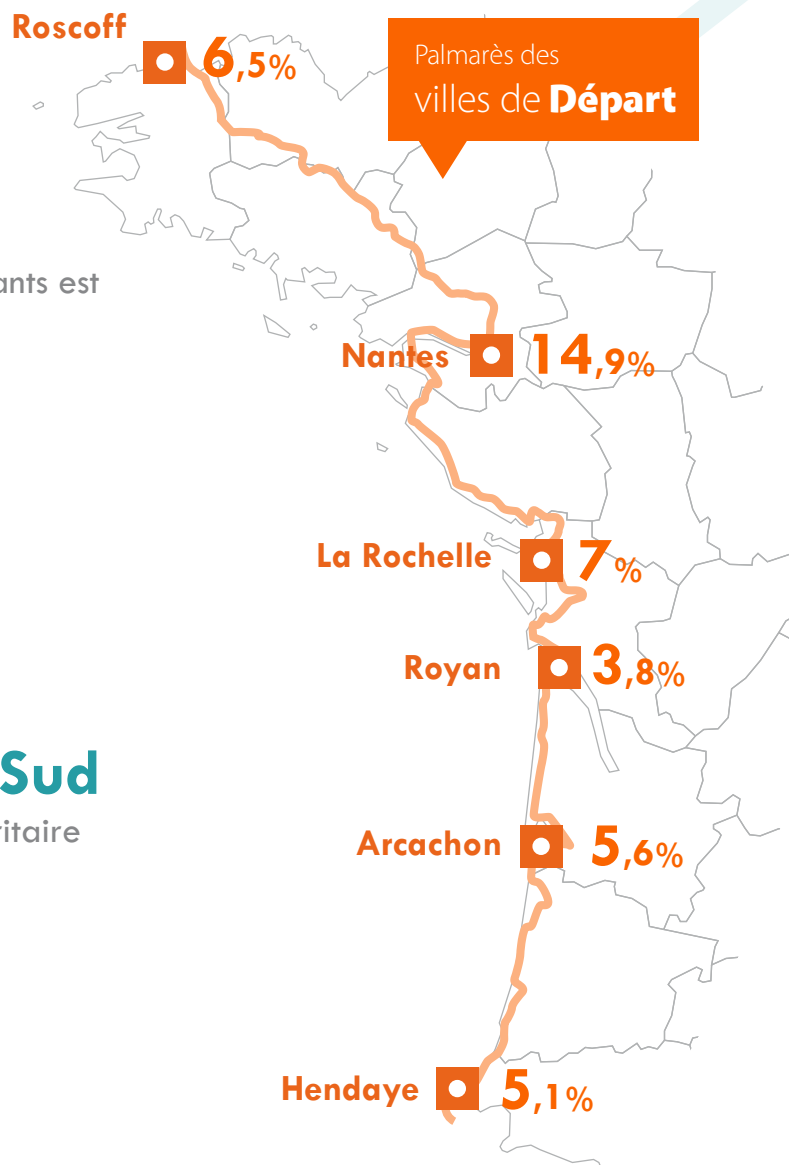 Roscoff
6,5%
Palmarès des
villes de Départ
ants est
Nantes
14,9%
La Rochelle
7%
Royan
3,8%
Sud
itaire
Arcachon
5,6%
Hendaye
5,1%